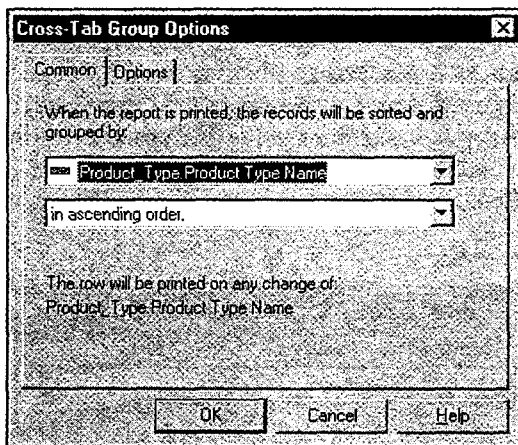 Cross-Tab Group Options
Common
Options
When the report is printed, the records will be sorted and
grouped by:
Product_Type.Product Type Name
in ascending order.
The row will be printed on any change of:
Product_Type.Product Type Name
OK
Cancel
Help